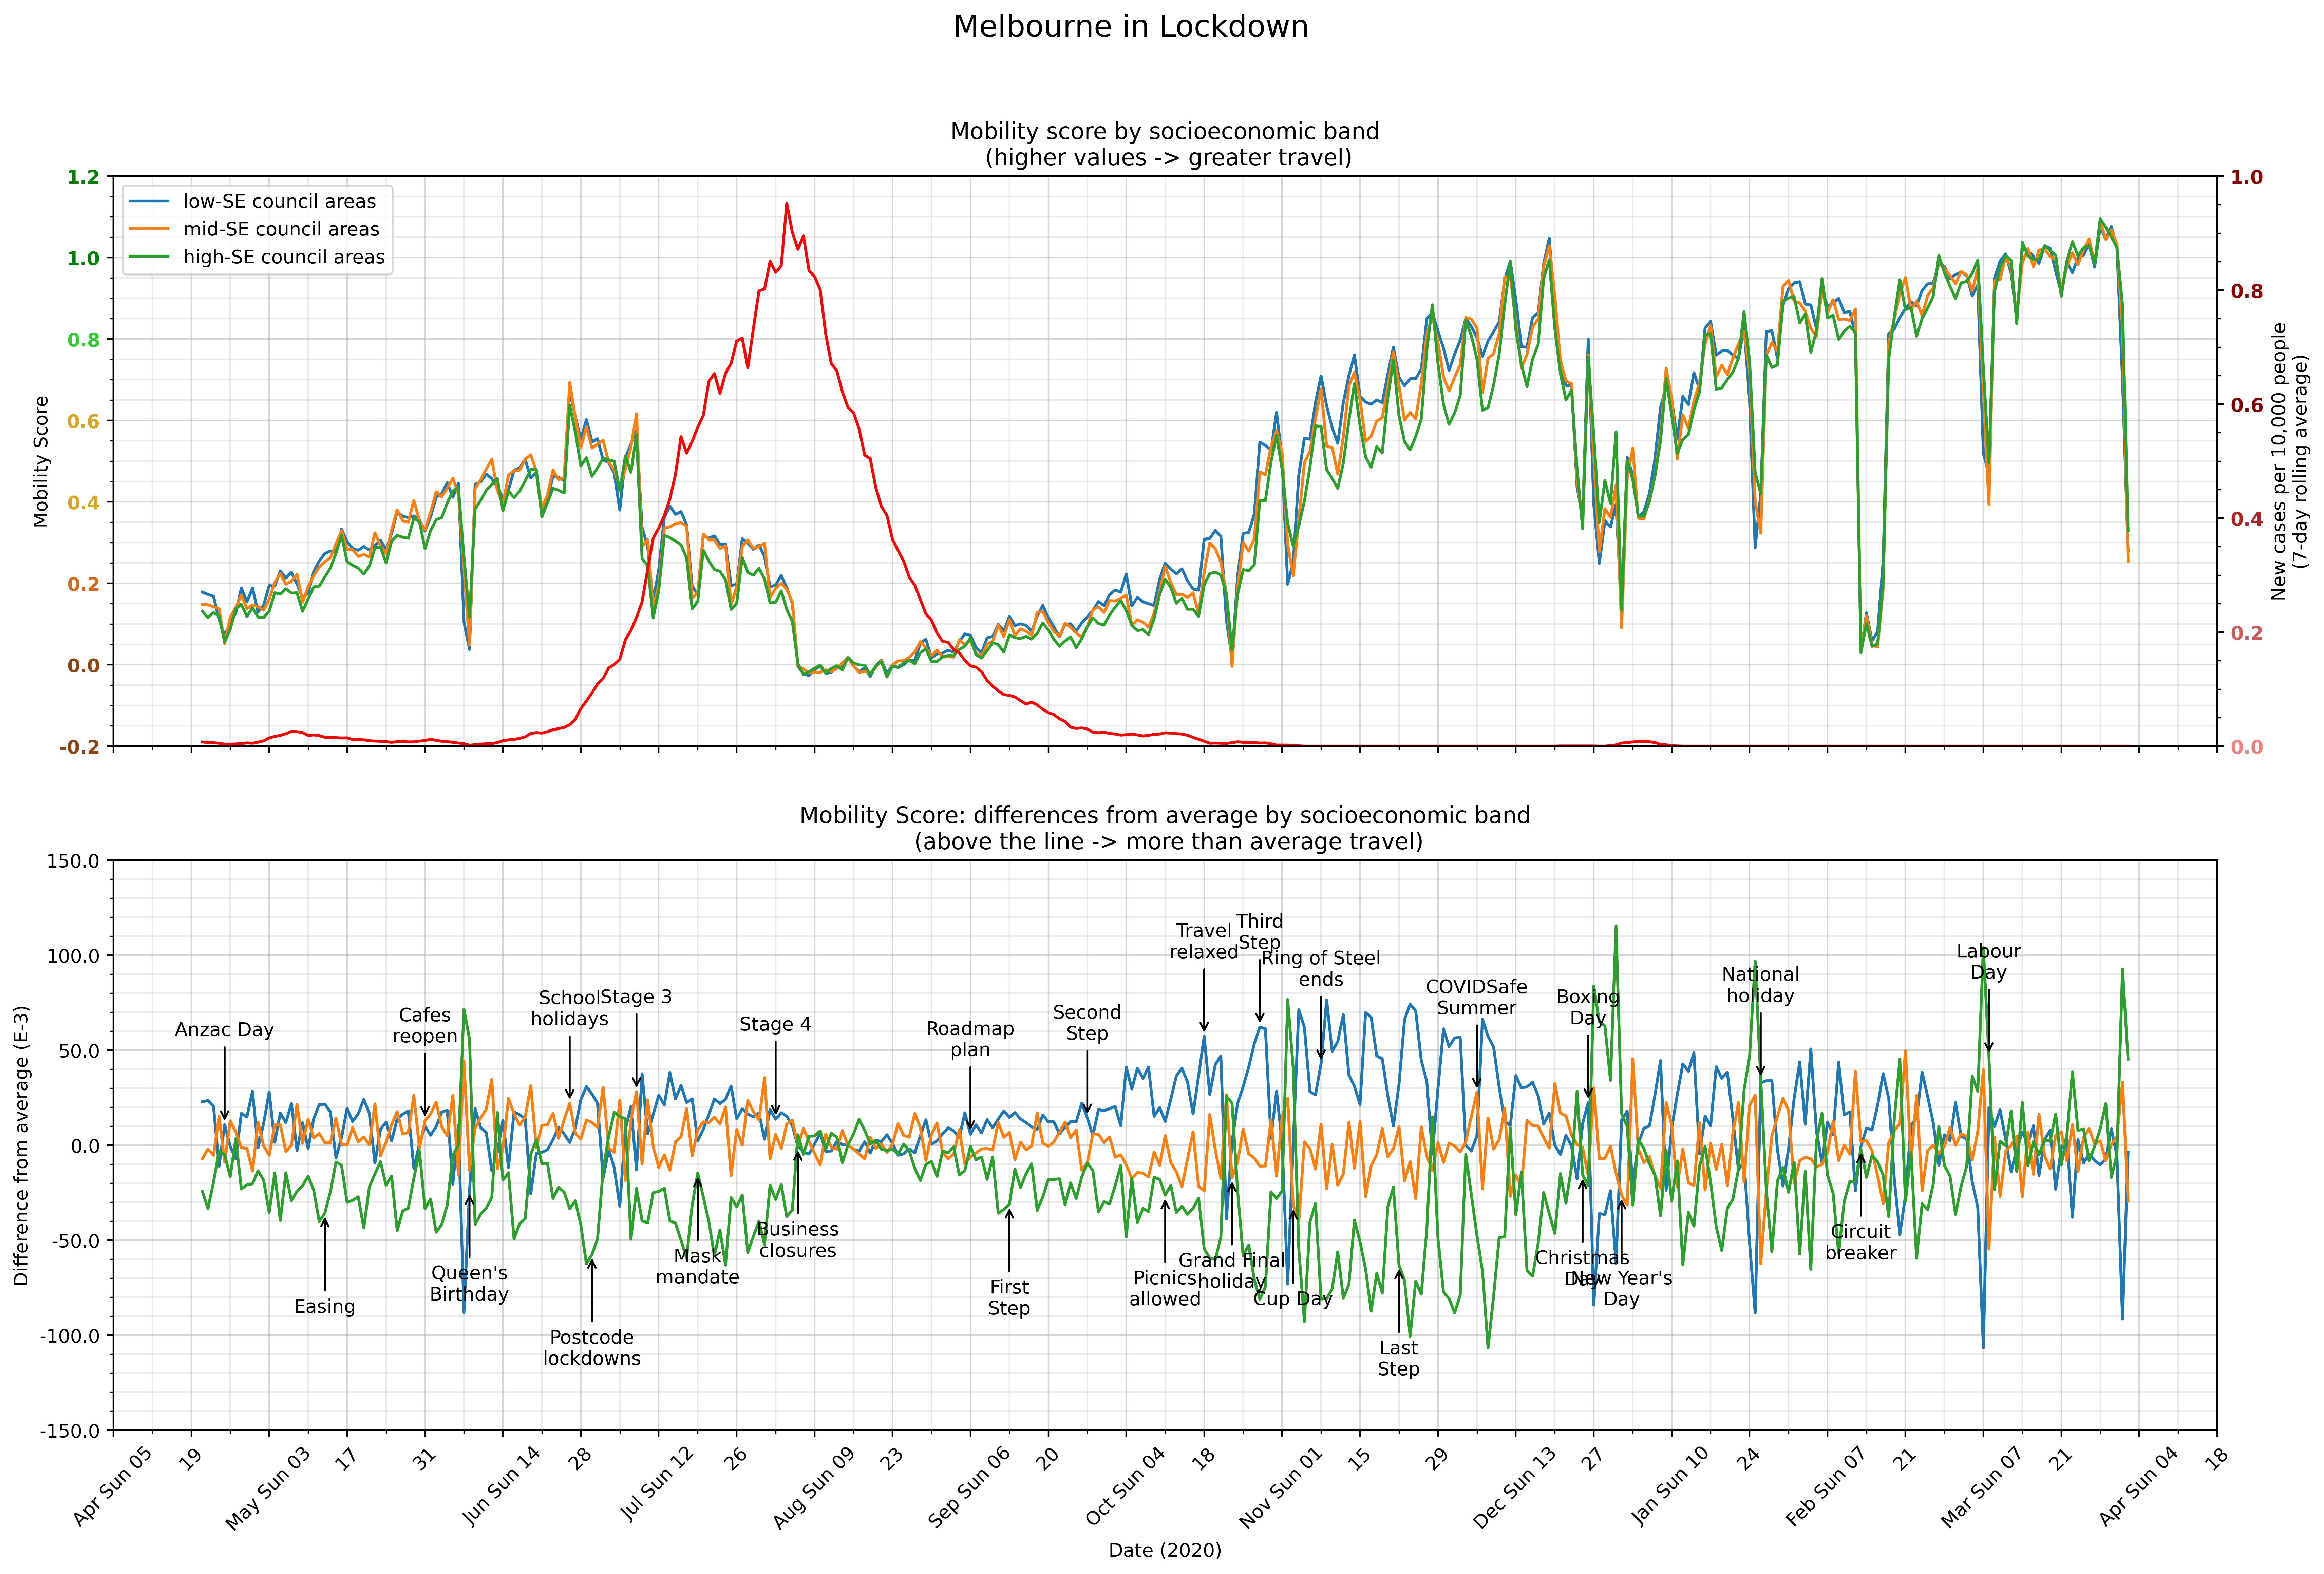 Melbourne in Lockdown
Mobility score by socioeconomic band
(higher values -> greater travel)
low-SE council areas
mid-SE council areas
high-SE council areas
1.2
1.0
0.8
0.6
0.4
0.2
0.0
-0.2
Mobility Score
1.0
0.8
0.6
0.4
0.2
0.0
New cases per 10,000 people
(7-day rolling average)
Mobility Score: differences from average by socioeconomic band
(above the line -> more than average travel)
150.0
100.0
50.0
0.0
-50.0
-100.0
-150.0
Difference from average (E-3)
Anzac Day
Easing
Cafes
reopen
Queen's
Birthday
School
holidays
Postcode
lockdowns
Stage 3
Mask
mandate
Stage 4
Business
closures
Roadmap
plan
First
Step
Second
Step
Picnics
allowed
Travel
relaxed
Grand Final
holiday
Third
Step
Cup Day
Ring of Steel
ends
Last
Step
COVIDSafe
Summer
Christmas
Day
Boxing
Day
New Year's
Day
National
holiday
Circuit
breaker
Labour
Day
Apr Sun 05
19
May Sun 03
17
31
Jun Sun 14
28
Jul Sun 12
26
Aug Sun 09
23
Sep Sun 06
20
Oct Sun 04
18
Nov Sun 01
15
29
Dec Sun 13
27
Jan Sun 10
24
Feb Sun 07
21
Mar Sun 07
21
Apr Sun 04
18
Date (2020)